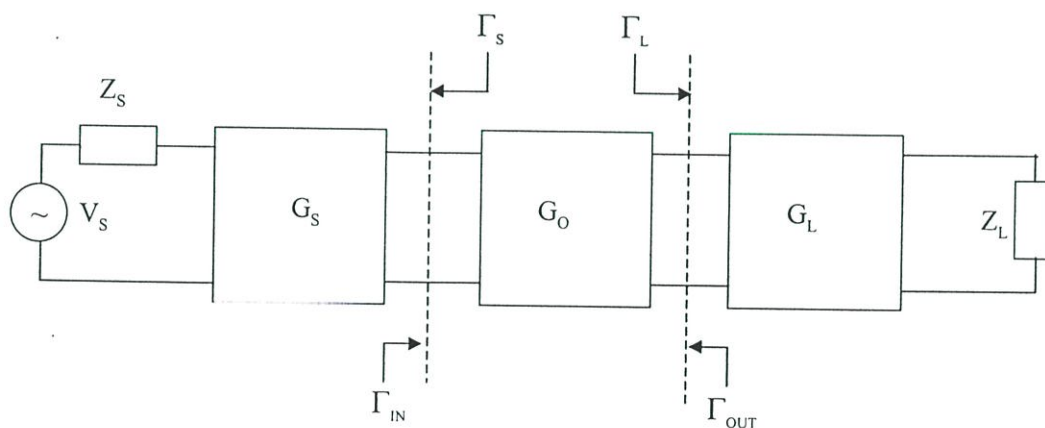 Γ_S Γ_L
Z_S
~ V_S G_S G_O G_L Z_L
Γ_IN Γ_OUT